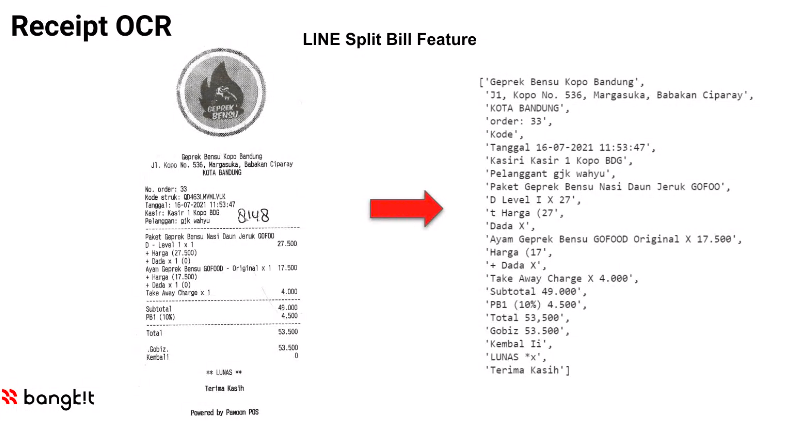 Receipt OCR
LINE Split Bill Feature
GEPREK
BENSU
Geprek Bensu Kopo Bandung
Jl. Kopo No. 536, Margasuka, Babakan Ciparay
KOTA BANDUNG
No. order: 33
Kode struk:
Tanggal: 16-07-2021 11:53:47
Kasir: Kasir 1 Kopo BDG
Pelanggan: gjk wahyu
8148
Paket Geprek Bensu Nasi Daun Jeruk GOFOO
D - Level 1 x 1 27.500
+ Harga (27.500)
+ Dada x 1 (0)
Ayam Geprek Bensu GOFOOD - Original x 1 17.500
+ Harga (17.500)
+ Dada x 1 (0)
Take Away Charge x 1 4.000
Subtotal 49.000
PB1 (10%) 4.500
Total 53.500
.Gobiz. 53.500
Kembali 0
** LUNAS **
Terima Kasih
Powered by Pawoon POS
['Geprek Bensu Kopo Bandung',
'J1, Kopo No. 536, Margasuka, Babakan Ciparay',
'KOTA BANDUNG',
'order: 33',
'Kode',
'Tanggal 16-07-2021 11:53:47',
'Kasiri Kasir 1 Kopo BDG',
'Pelanggant gjk wahyu',
'Paket Geprek Bensu Nasi Daun Jeruk GOFOO',
'D Level I X 27',
't Harga (27',
'Dada X',
'Ayam Geprek Bensu GOFOOD Original X 17.500',
'Harga (17',
'+ Dada X',
'Take Away Charge X 4.000',
'Subtotal 49.000',
'PB1 (10%) 4.500',
'Total 53,500',
'Gobiz 53.500',
'Kembal Ii',
'LUNAS *x',
'Terima Kasih']
bangk!t